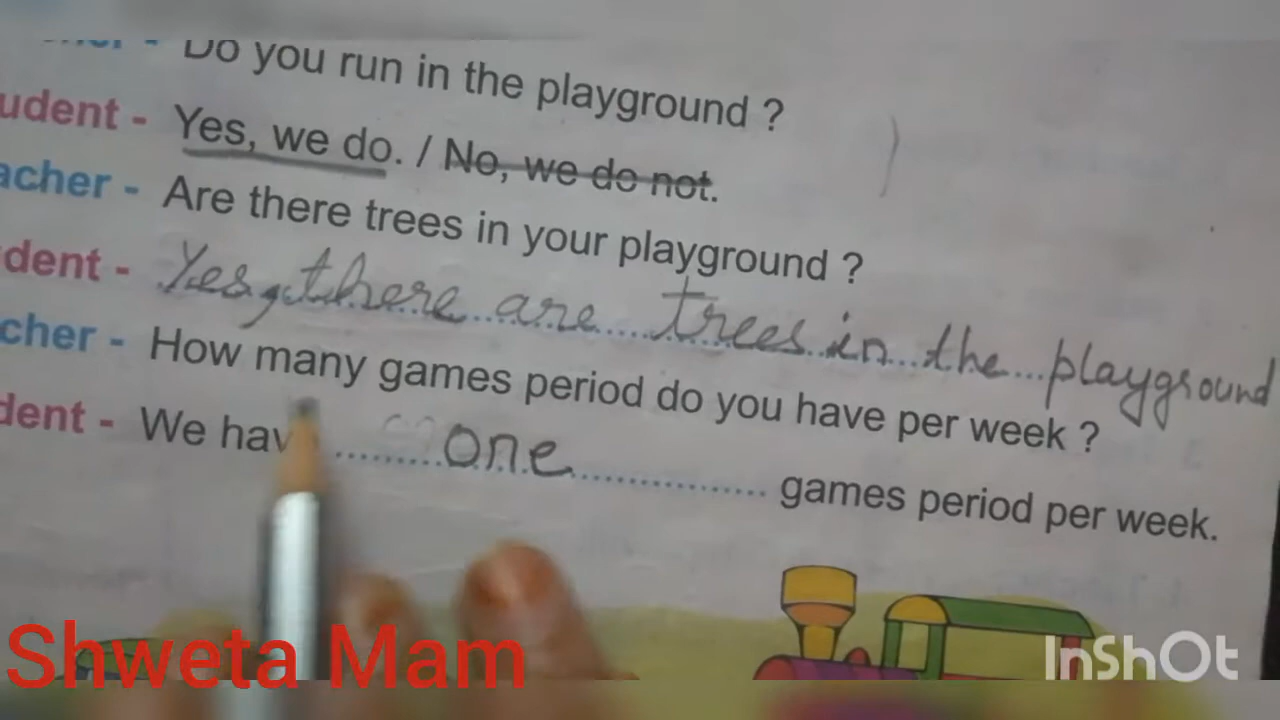 Do you run in the playground ?
udent - Yes, we do. / No, we do not.
acher - Are there trees in your playground ?
dent - Yes, there are trees in the playground
cher - How many games period do you have per week ?
dent - We hav one games period per week.
Shweta Mam
InShOt